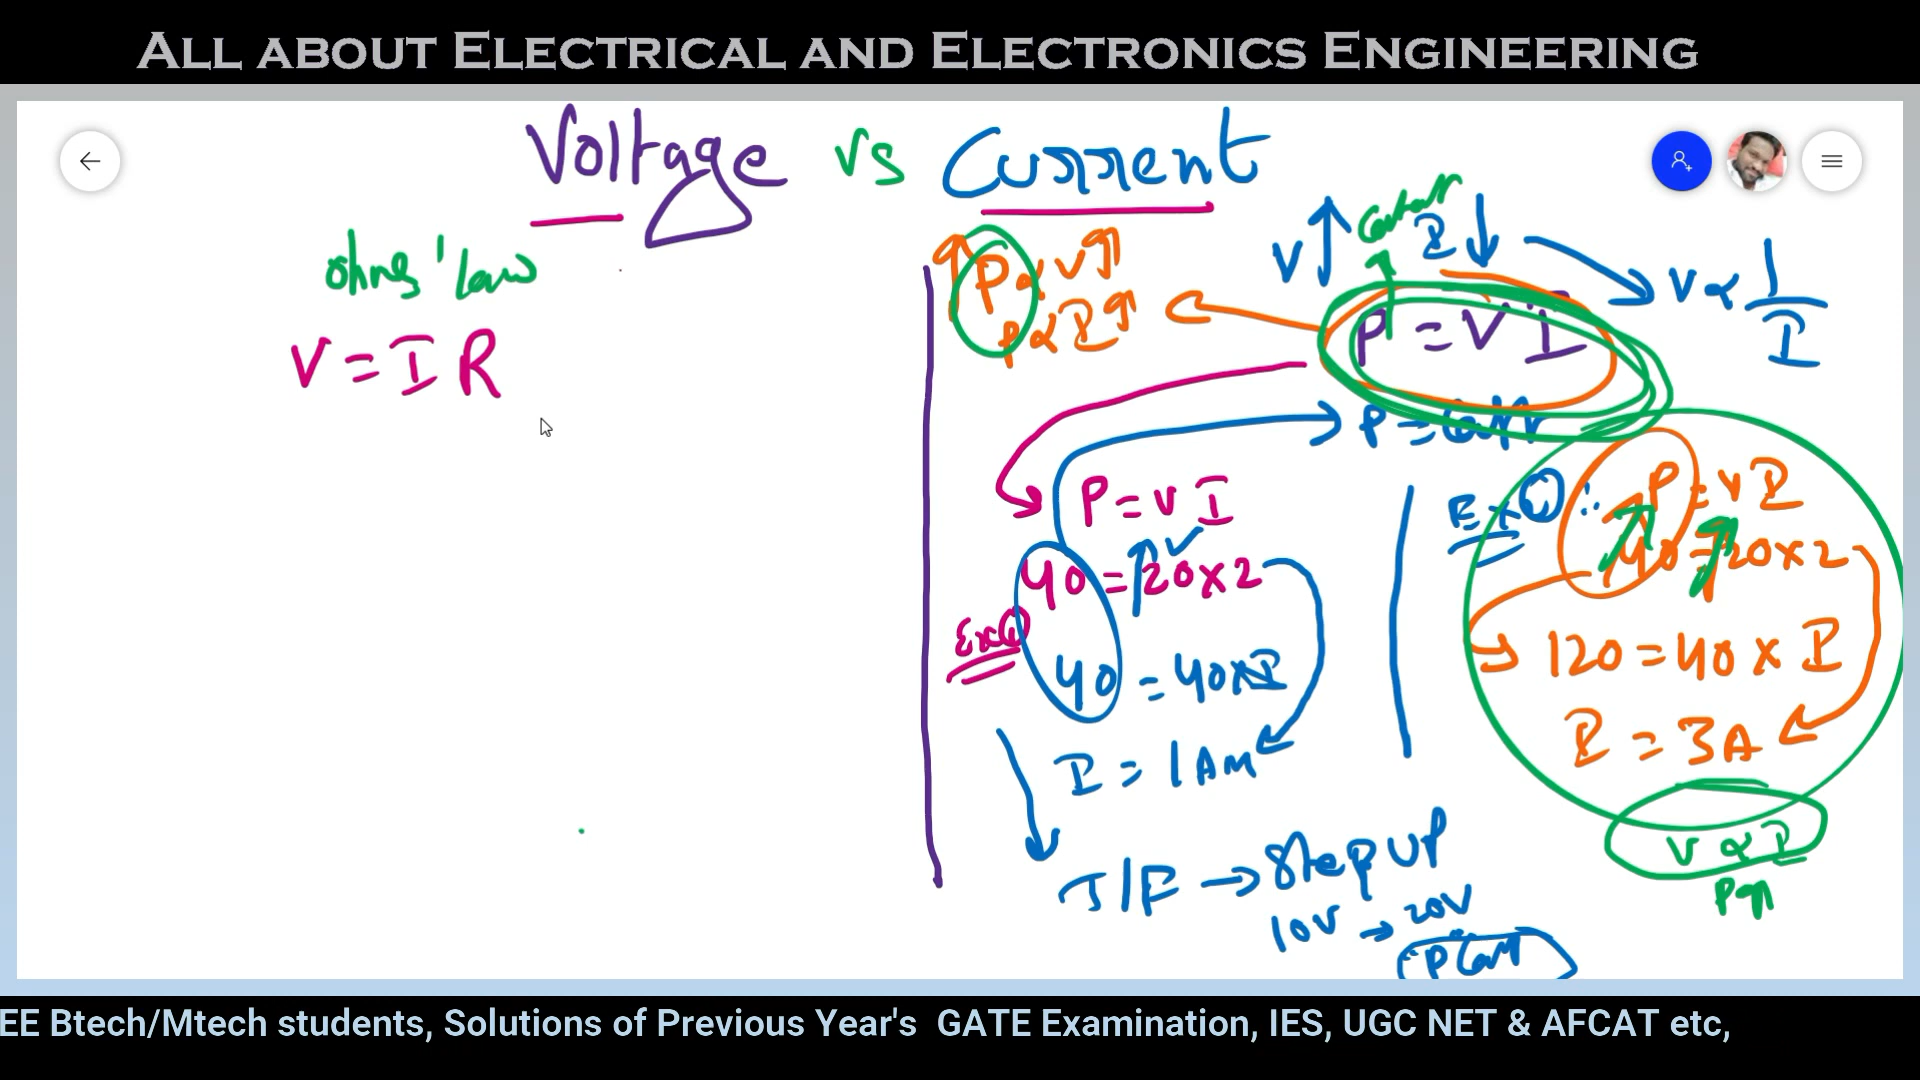 ALL ABOUT ELECTRICAL AND ELECTRONICS ENGINEERING
Voltage vs Current
ohms' law
V = I R
P ∝ V↑
P ∝ I↑
V↑ I↓
V ∝ 1/I
P = V I
P =
P = V I
40 = 20 x 2
Ex①
40 = 40 x I
I = 1 Am
T/F → Step UP
10V → 20V
P
Ex :
P = V I
40 = 20 x 2
120 = 40 x I
I = 3A
V ∝ I
P↑
EE Btech/Mtech students, Solutions of Previous Year's GATE Examination, IES, UGC NET & AFCAT etc,